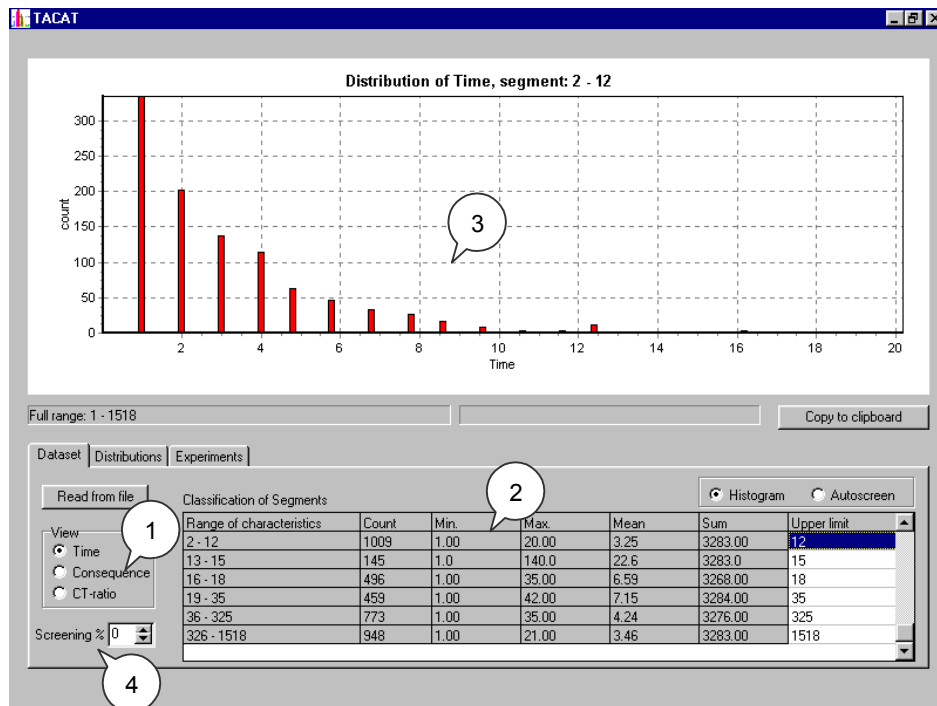 TACAT
Distribution of Time, segment: 2 - 12
300
250
200
150
100
50
0
count
3
2 4 6 8 10 12 14 16 18 20
Time
Full range: 1 - 1518
Copy to clipboard
Dataset Distributions Experiments
Read from file
Classification of Segments
2
Histogram Autoscreen
View
1
Time
Consequence
CT-ratio
Screening % 0
4
Range of characteristics Count Min. Max. Mean Sum Upper limit
2 - 12 1009 1.00 20.00 3.25 3283.00 12
13 - 15 145 1.0 140.0 22.6 3283.0 15
16 - 18 496 1.00 35.00 6.59 3268.00 18
19 - 35 459 1.00 42.00 7.15 3284.00 35
36 - 325 773 1.00 35.00 4.24 3276.00 325
326 - 1518 948 1.00 21.00 3.46 3283.00 1518